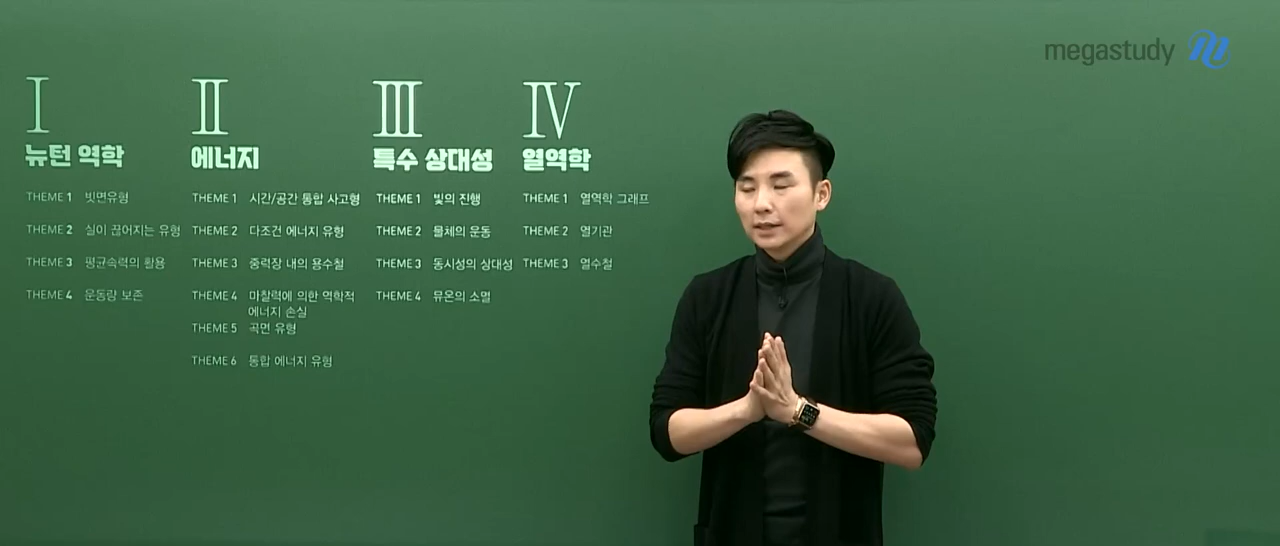 megastudy
Ⅰ
뉴턴 역학
THEME 1 빗면유형
THEME 2 실이 끊어지는 유형
THEME 3 평균속력의 활용
THEME 4 운동량 보존
Ⅱ
에너지
THEME 1 시간/공간 통합 사고형
THEME 2 다조건 에너지 유형
THEME 3 중력장 내의 용수철
THEME 4 마찰력에 의한 역학적
에너지 손실
THEME 5 곡면 유형
THEME 6 통합 에너지 유형
Ⅲ
특수 상대성
THEME 1 빛의 진행
THEME 2 물체의 운동
THEME 3 동시성의 상대성
THEME 4 뮤온의 소멸
Ⅳ
열역학
THEME 1 열역학 그래프
THEME 2 열기관
THEME 3 열수철